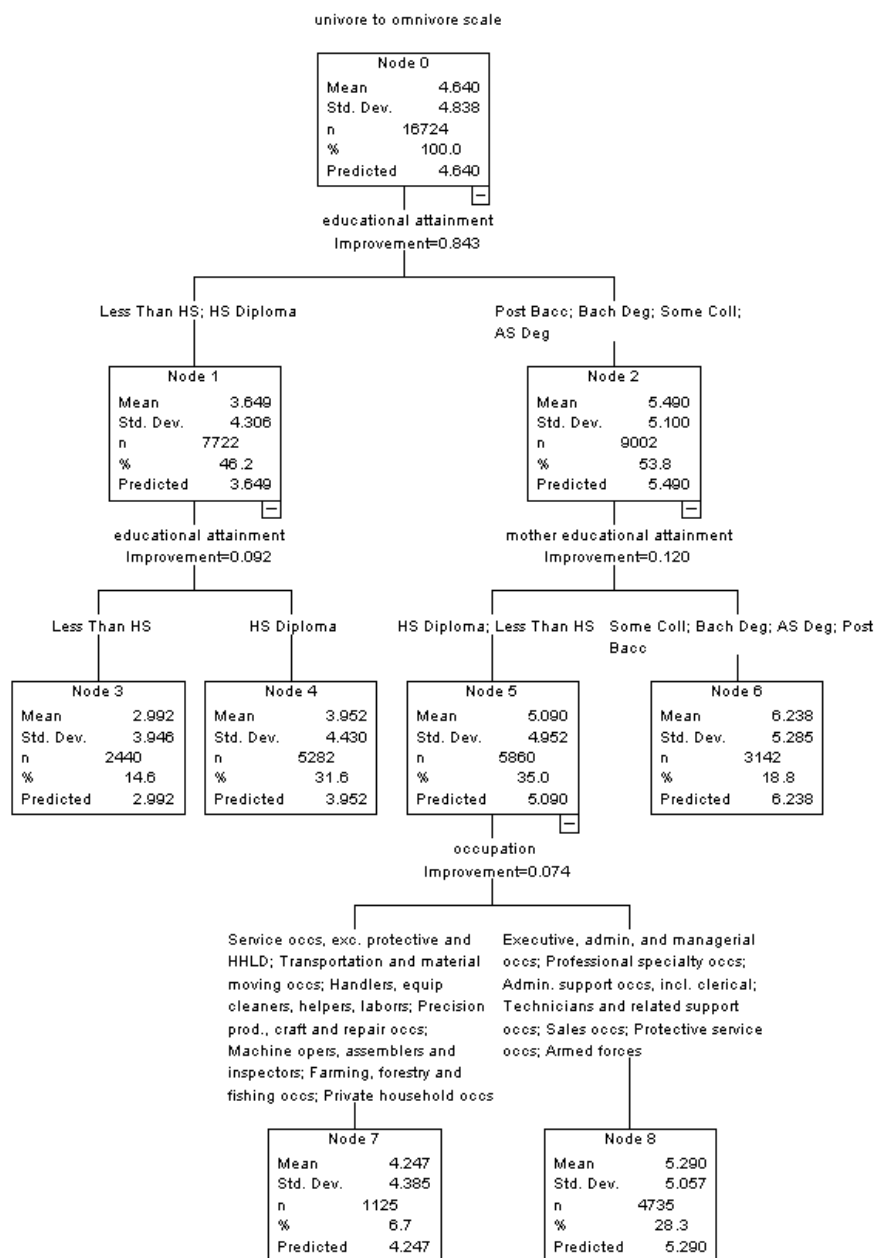 univore to omnivore scale
Node 0
Mean 4.640
Std. Dev. 4.838
n 16724
% 100.0
Predicted 4.640
educational attainment
Improvement=0.843
Less Than HS; HS Diploma
Post Bacc; Bach Deg; Some Coll;
AS Deg
Node 1
Mean 3.649
Std. Dev. 4.306
n 7722
% 46.2
Predicted 3.649
Node 2
Mean 5.490
Std. Dev. 5.100
n 9002
% 53.8
Predicted 5.490
educational attainment
Improvement=0.092
mother educational attainment
Improvement=0.120
Less Than HS
HS Diploma
HS Diploma; Less Than HS
Some Coll; Bach Deg; AS Deg; Post
Bacc
Node 3
Mean 2.992
Std. Dev. 3.946
n 2440
% 14.6
Predicted 2.992
Node 4
Mean 3.952
Std. Dev. 4.430
n 5282
% 31.6
Predicted 3.952
Node 5
Mean 5.090
Std. Dev. 4.952
n 5860
% 35.0
Predicted 5.090
Node 6
Mean 6.238
Std. Dev. 5.285
n 3142
% 18.8
Predicted 6.238
occupation
Improvement=0.074
Service occs, exc. protective and
HHLD; Transportation and material
moving occs; Handlers, equip
cleaners, helpers, laborrs; Precision
prod., craft and repair occs;
Machine opers, assemblers and
inspectors; Farming, forestry and
fishing occs; Private household occs
Executive, admin, and managerial
occs; Professional specialty occs;
Admin. support occs, incl. clerical;
Technicians and related support
occs; Sales occs; Protective service
occs; Armed forces
Node 7
Mean 4.247
Std. Dev. 4.385
n 1125
% 6.7
Predicted 4.247
Node 8
Mean 5.290
Std. Dev. 5.057
n 4735
% 28.3
Predicted 5.290